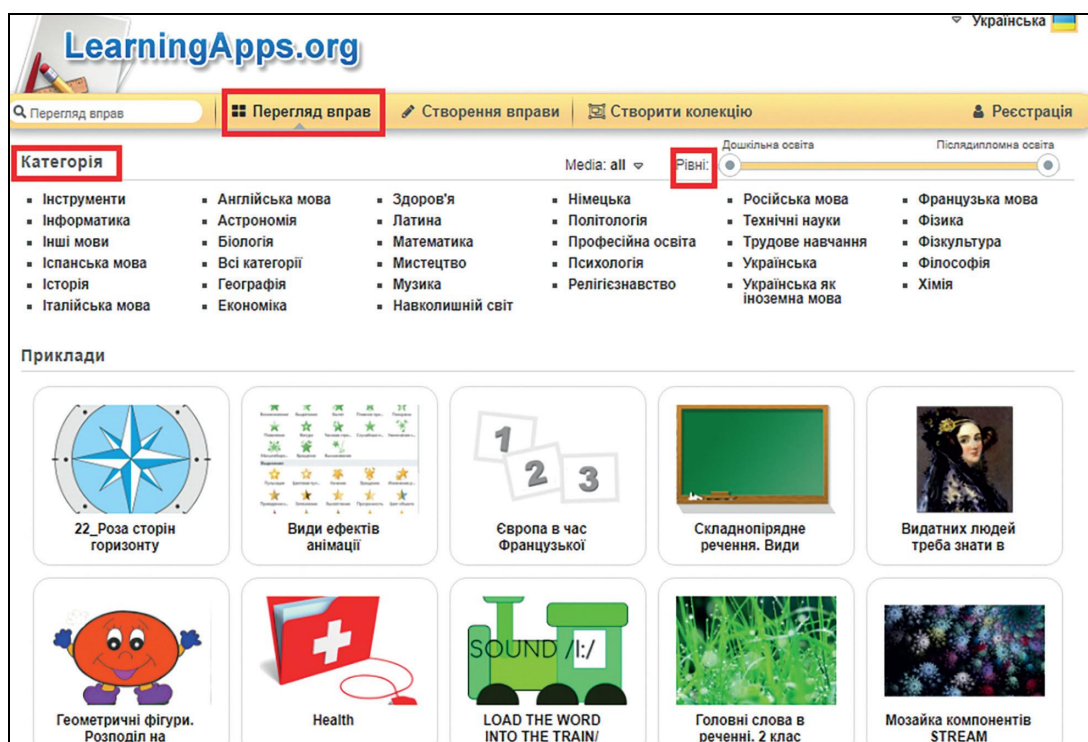 Українська
LearningApps.org
Перегляд вправ
Перегляд вправ
Створення вправи
Створити колекцію
Реєстрація
Категорія
Media: all
Рівні:
Дошкільна освіта
Післядипломна освіта
Інструменти
Інформатика
Інші мови
Іспанська мова
Історія
Італійська мова
Англійська мова
Астрономія
Біологія
Всі категорії
Географія
Економіка
Здоров'я
Латина
Математика
Мистецтво
Музика
Навколишній світ
Німецька
Політологія
Професійна освіта
Психологія
Релігієзнавство
Російська мова
Технічні науки
Трудове навчання
Українська
Українська як
іноземна мова
Французька мова
Фізика
Фізкультура
Філософія
Хімія
Приклади
22_Роза сторін
горизонту
Види ефектів
анімації
1
2
3
Європа в час
Французької
Складнопірядне
речення. Види
Видатних людей
треба знати в
Геометричні фігури.
Розподіл на
Health
SOUND /I:/
LOAD THE WORD
INTO THE TRAIN/
Головні слова в
реченні. 2 клас
Мозайка компонентів
STREAM